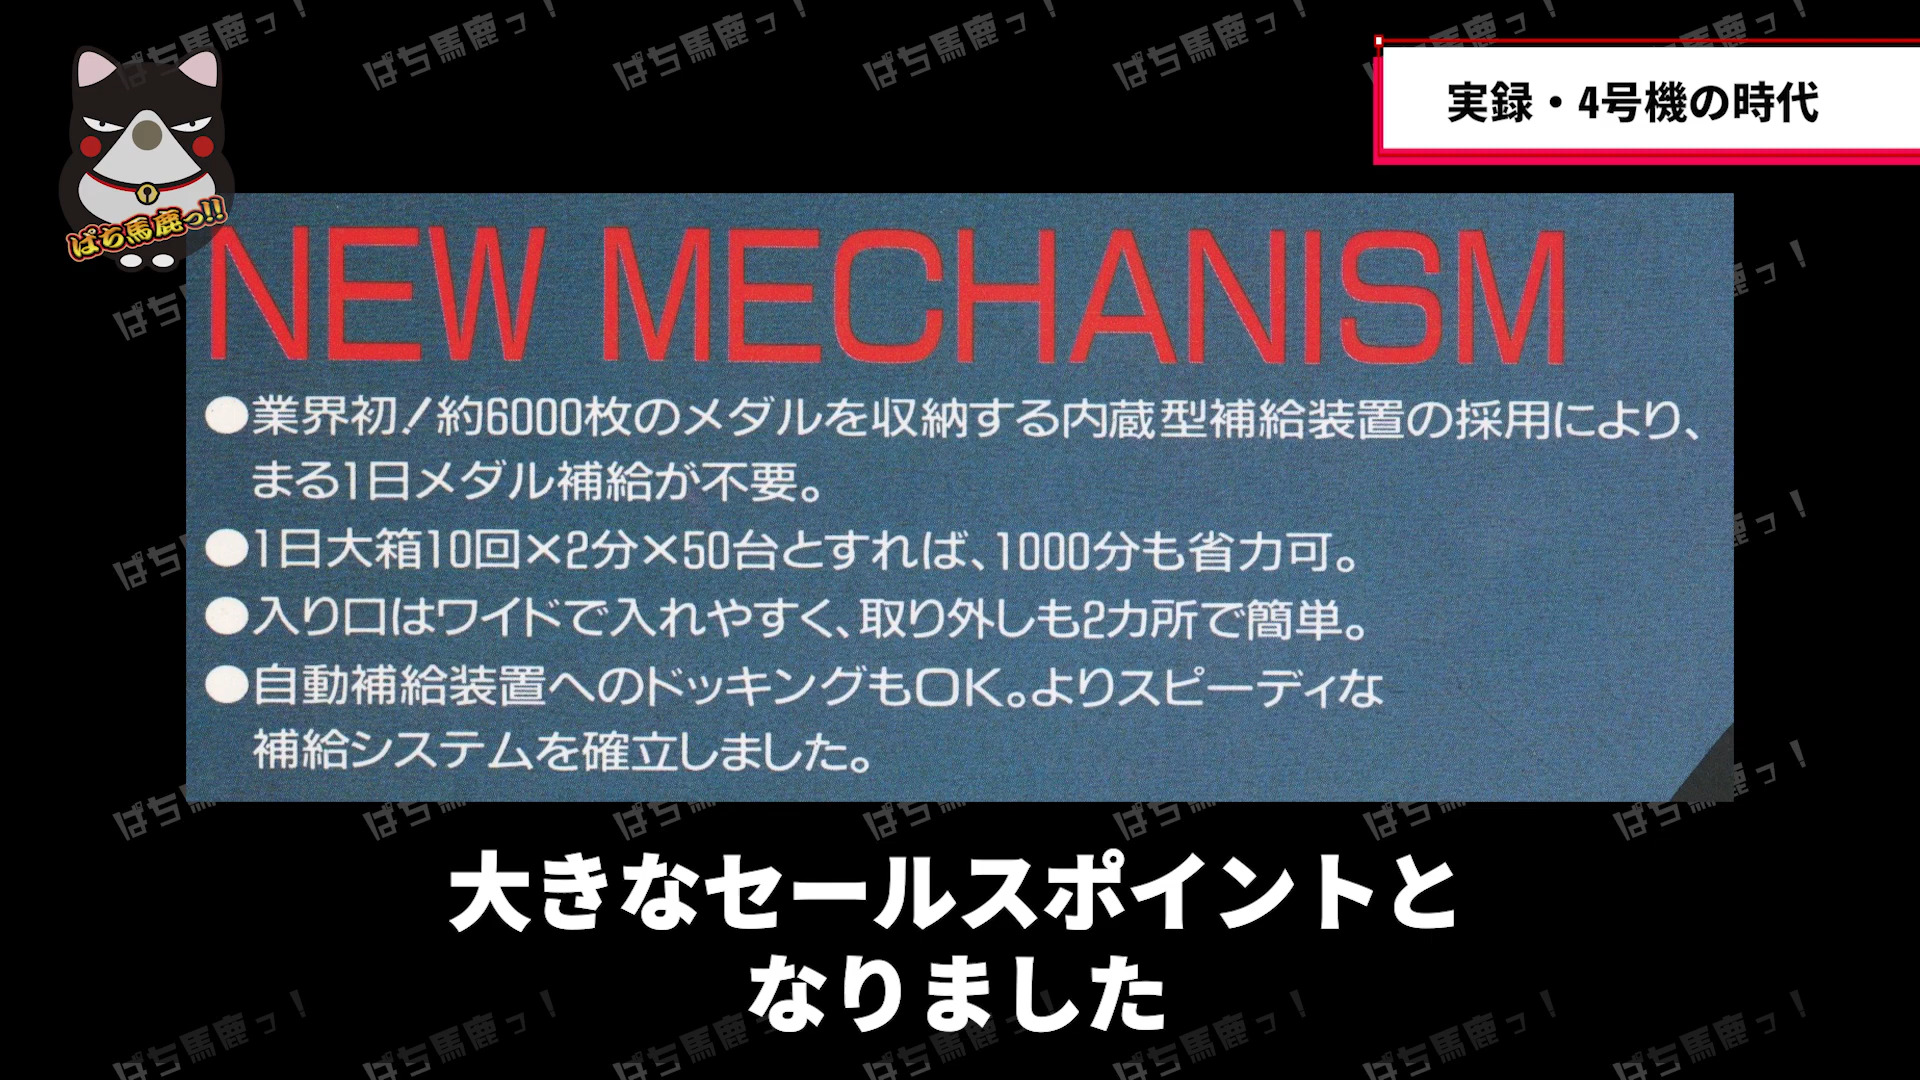 実録・4号機の時代
ぱち馬鹿っ!!
NEW MECHANISM
●業界初!約6000枚のメダルを収納する内蔵型補給装置の採用により、
まる1日メダル補給が不要。
●1日大箱10回×2分×50台とすれば、1000分も省力可。
●入り口はワイドで入れやすく、取り外しも2カ所で簡単。
●自動補給装置へのドッキングもOK。よりスピーディな
補給システムを確立しました。
大きなセールスポイントと
なりました